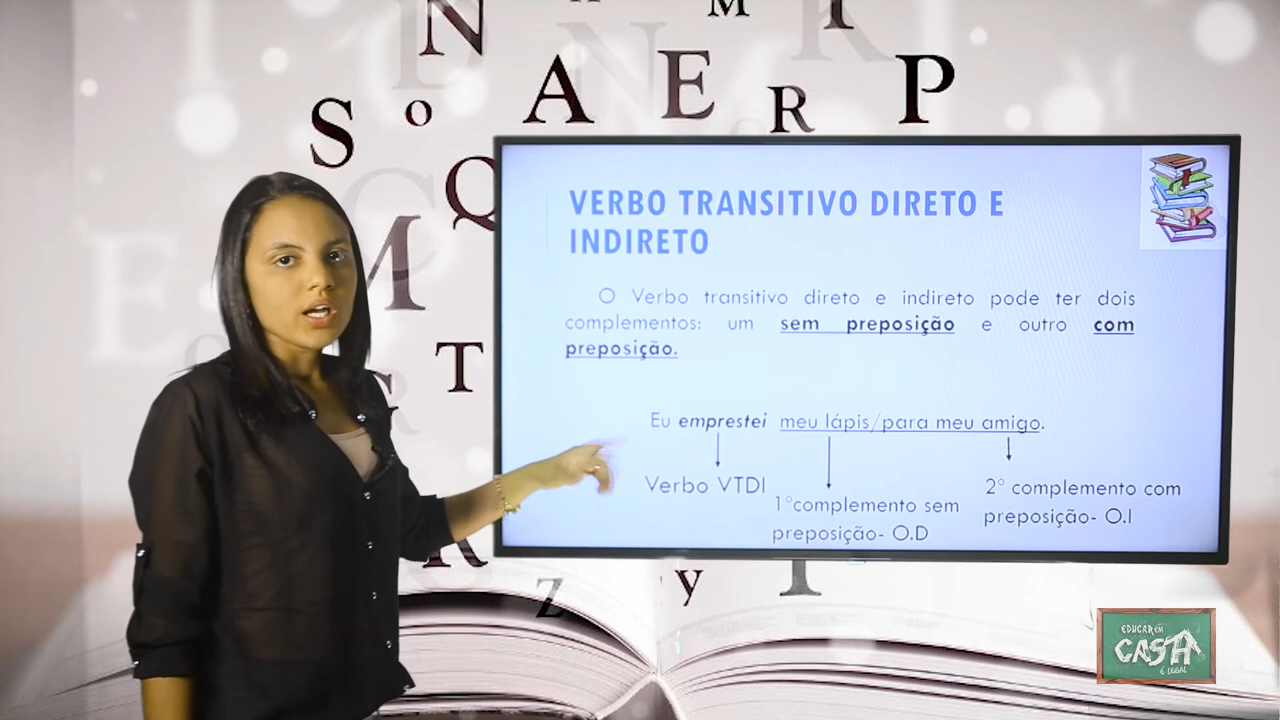 N
M
I
S
o
A
E
R
P
Q
M
T
VERBO TRANSITIVO DIRETO E
INDIRETO
O Verbo transitivo direto e indireto pode ter dois
complementos: um sem preposição e outro com
preposição.
Eu emprestei meu lápis/para meu amigo.
Verbo VTDI
1°complemento sem
preposição- O.D
2° complemento com
preposição- O.I
R
z
y
I
EDUCAR EM
CASA
É LEGAL